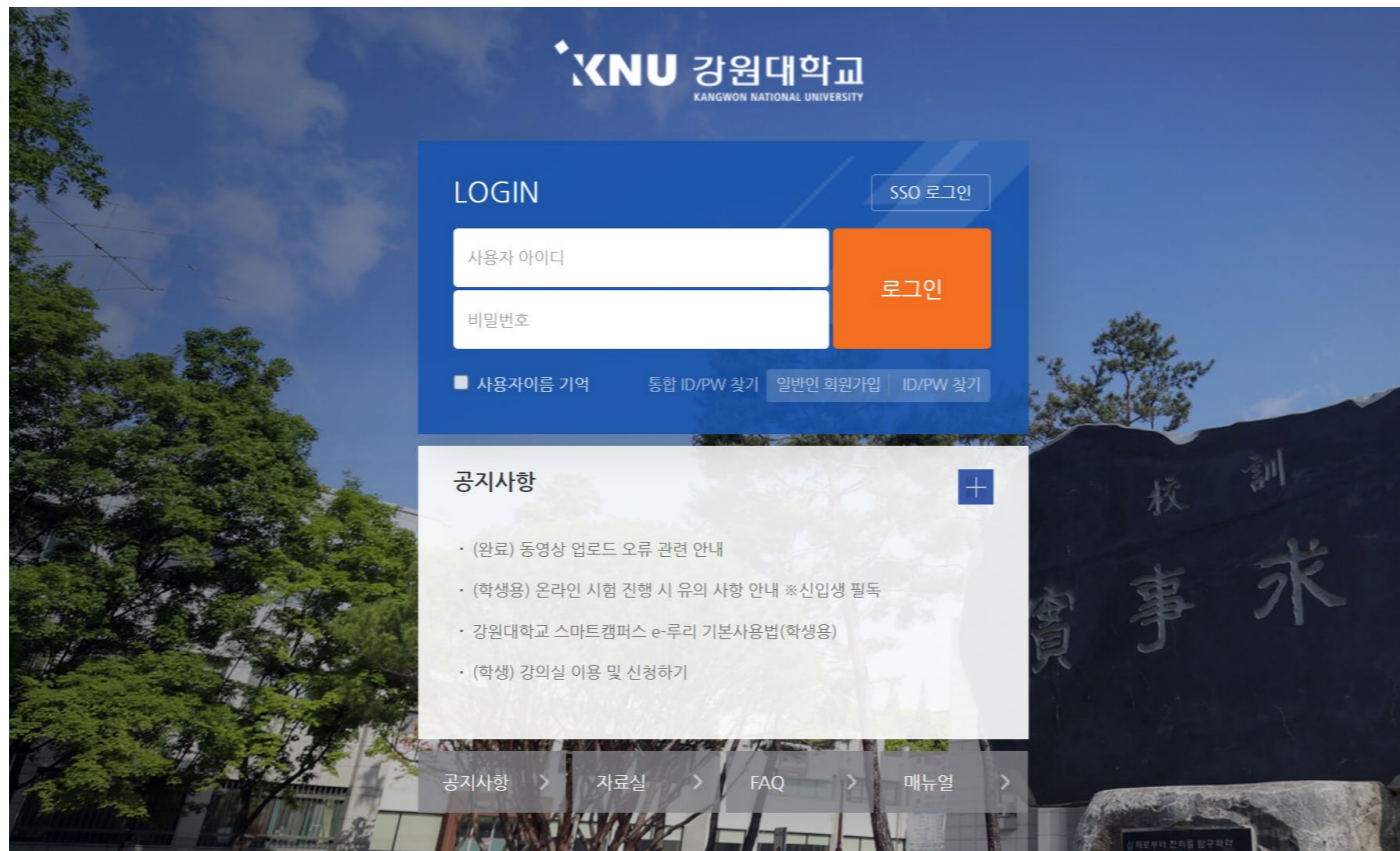 KNU 강원대학교
KANGWON NATIONAL UNIVERSITY
LOGIN
SSO 로그인
사용자 아이디
비밀번호
로그인
사용자이름 기억
통합 ID/PW 찾기
일반인 회원가입
ID/PW 찾기
공지사항
· (완료) 동영상 업로드 오류 관련 안내
· (학생용) 온라인 시험 진행 시 유의 사항 안내 ※신입생 필독
· 강원대학교 스마트캠퍼스 e-루리 기본사용법(학생용)
· (학생) 강의실 이용 및 신청하기
공지사항
자료실
FAQ
매뉴얼
校訓
實事求